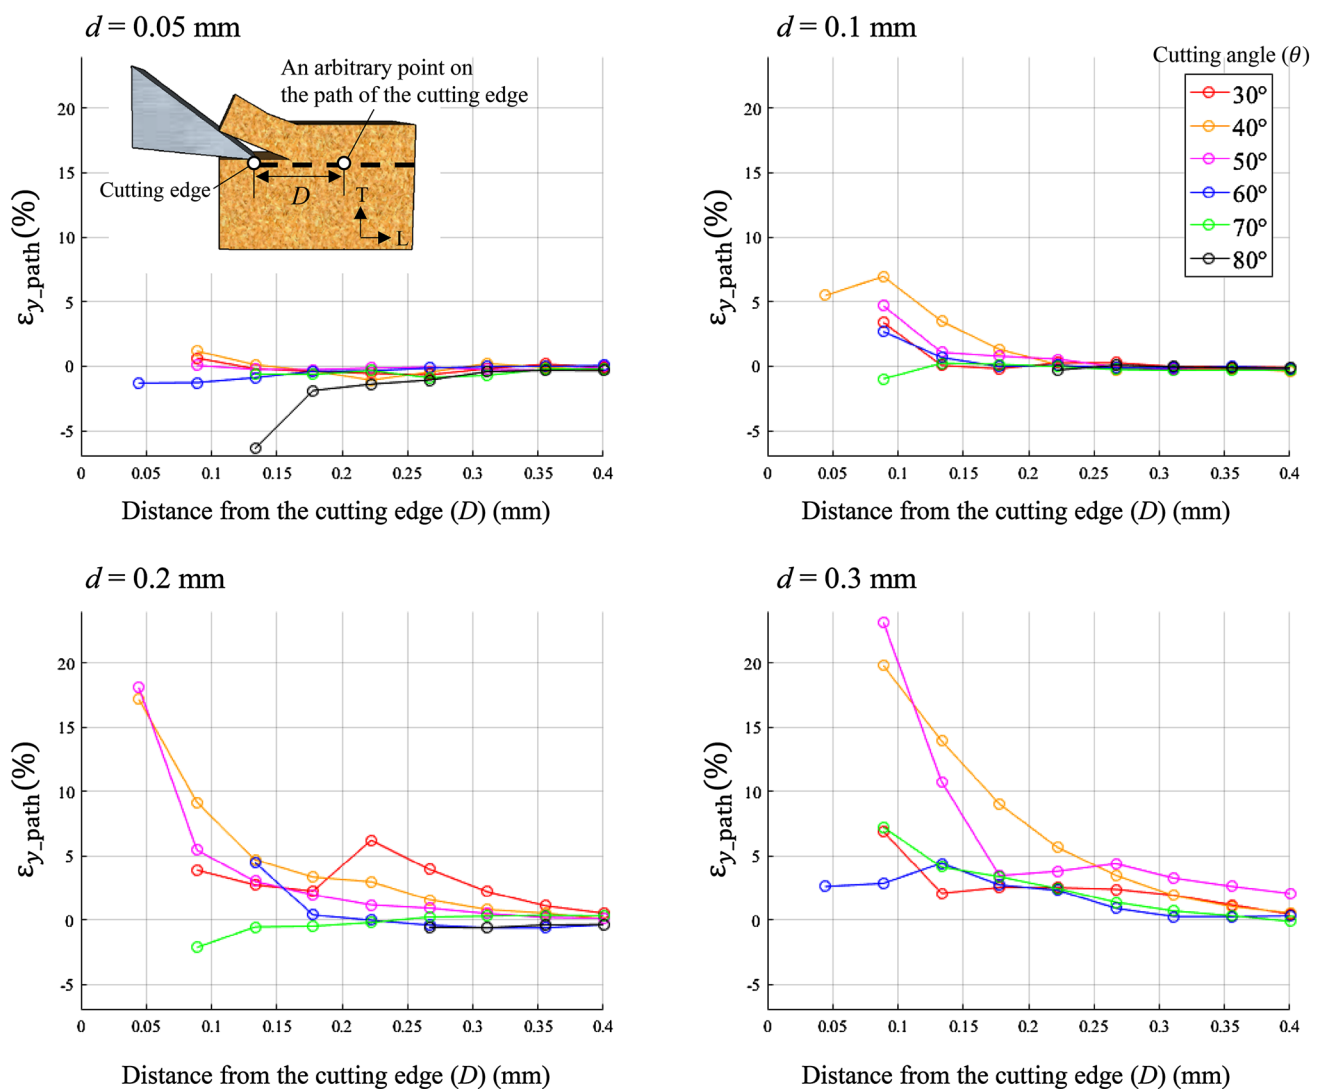 d = 0.05 mm
An arbitrary point on
the path of the cutting edge
Cutting edge
D
T
L
εy_path(%)
20
15
10
5
0
-5
0 0.05 0.1 0.15 0.2 0.25 0.3 0.35 0.4
Distance from the cutting edge (D) (mm)
d = 0.1 mm
Cutting angle (θ)
30°
40°
50°
60°
70°
80°
εy_path(%)
20
15
10
5
0
-5
0 0.05 0.1 0.15 0.2 0.25 0.3 0.35 0.4
Distance from the cutting edge (D) (mm)
d = 0.2 mm
εy_path(%)
20
15
10
5
0
-5
0 0.05 0.1 0.15 0.2 0.25 0.3 0.35 0.4
Distance from the cutting edge (D) (mm)
d = 0.3 mm
εy_path(%)
20
15
10
5
0
-5
0 0.05 0.1 0.15 0.2 0.25 0.3 0.35 0.4
Distance from the cutting edge (D) (mm)